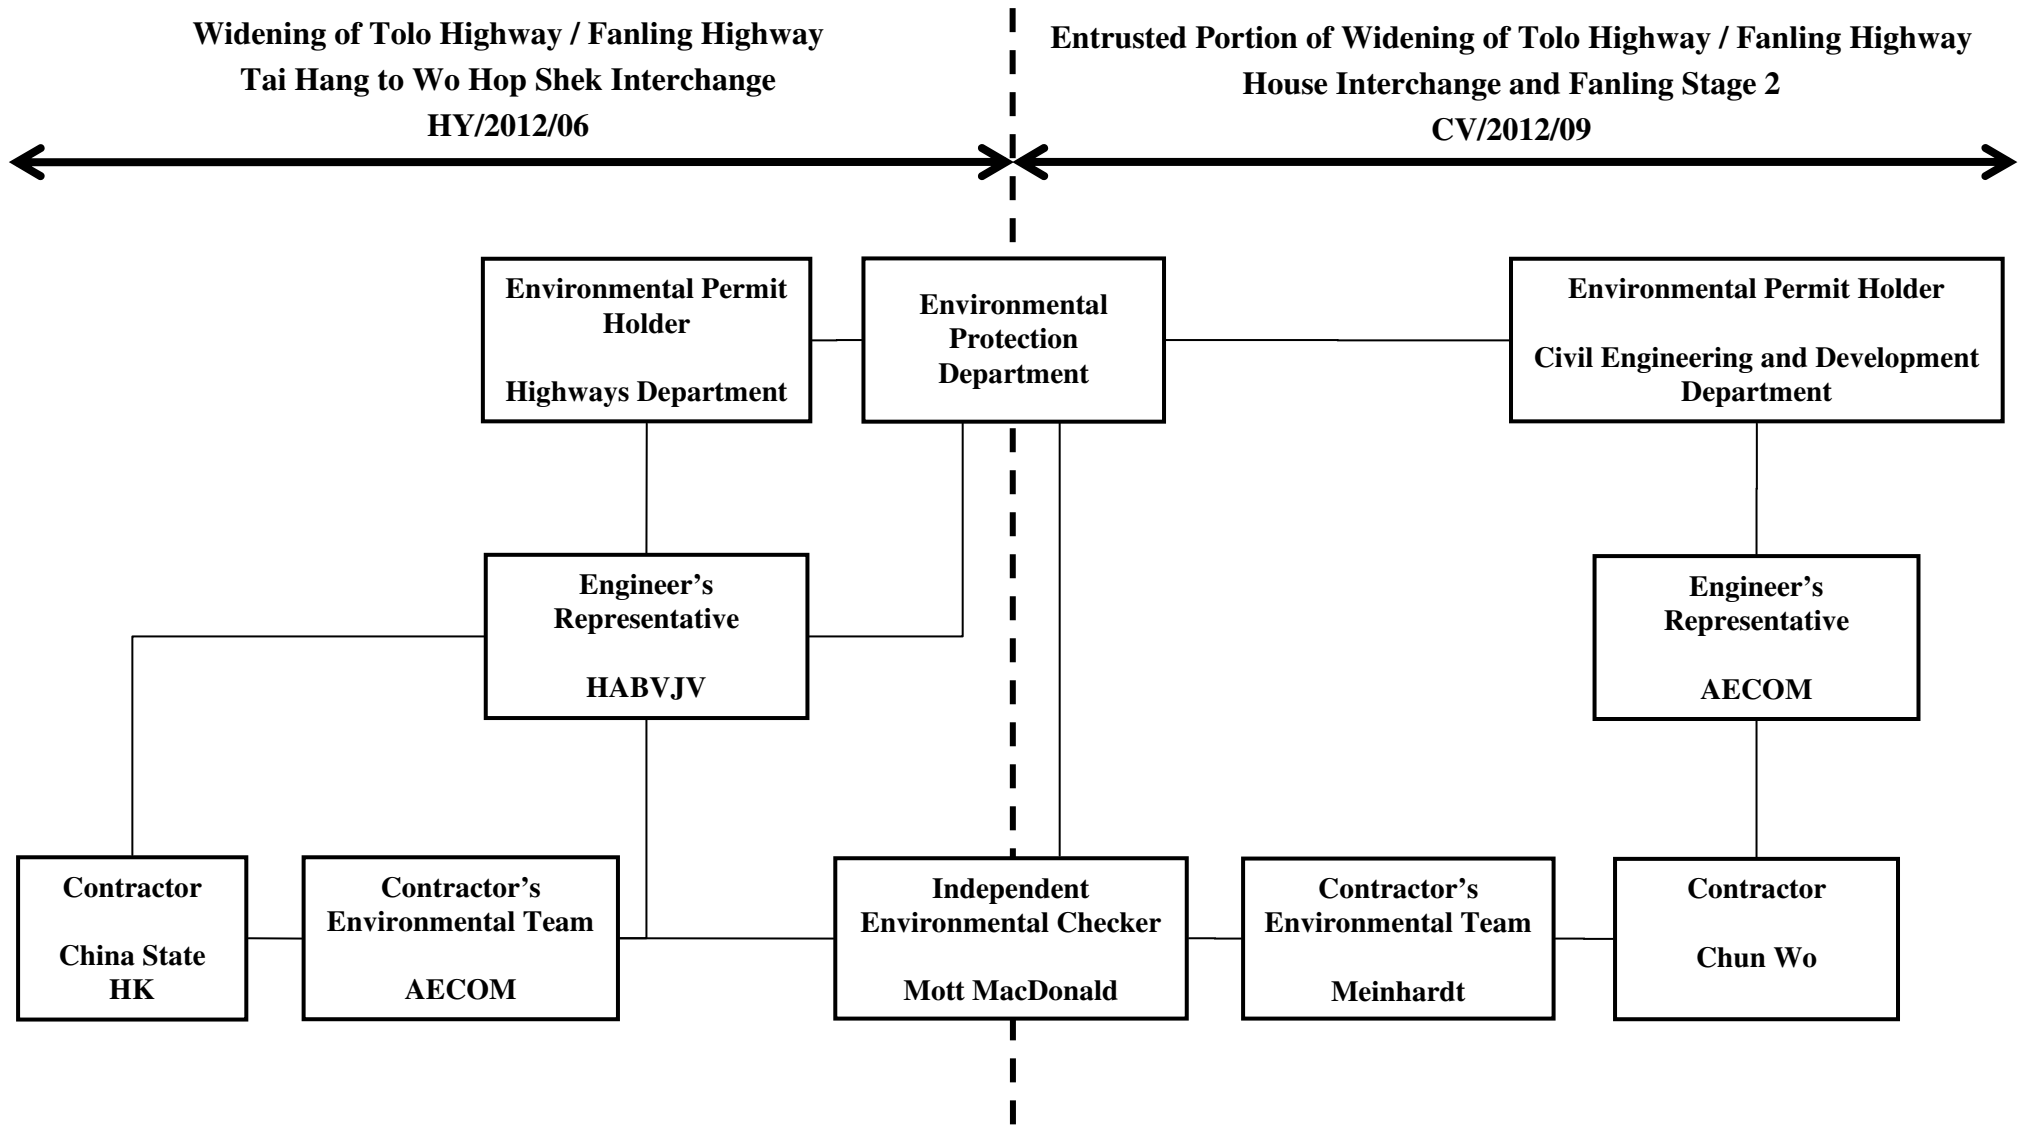 Widening of Tolo Highway / Fanling Highway
Tai Hang to Wo Hop Shek Interchange
HY/2012/06
Entrusted Portion of Widening of Tolo Highway / Fanling Highway
House Interchange and Fanling Stage 2
CV/2012/09
Environmental Permit
Holder
Highways Department
Environmental
Protection
Department
Environmental Permit Holder
Civil Engineering and Development
Department
Engineer’s
Representative
HABVJV
Engineer’s
Representative
AECOM
Contractor
China State
HK
Contractor’s
Environmental Team
AECOM
Independent
Environmental Checker
Mott MacDonald
Contractor’s
Environmental Team
Meinhardt
Contractor
Chun Wo